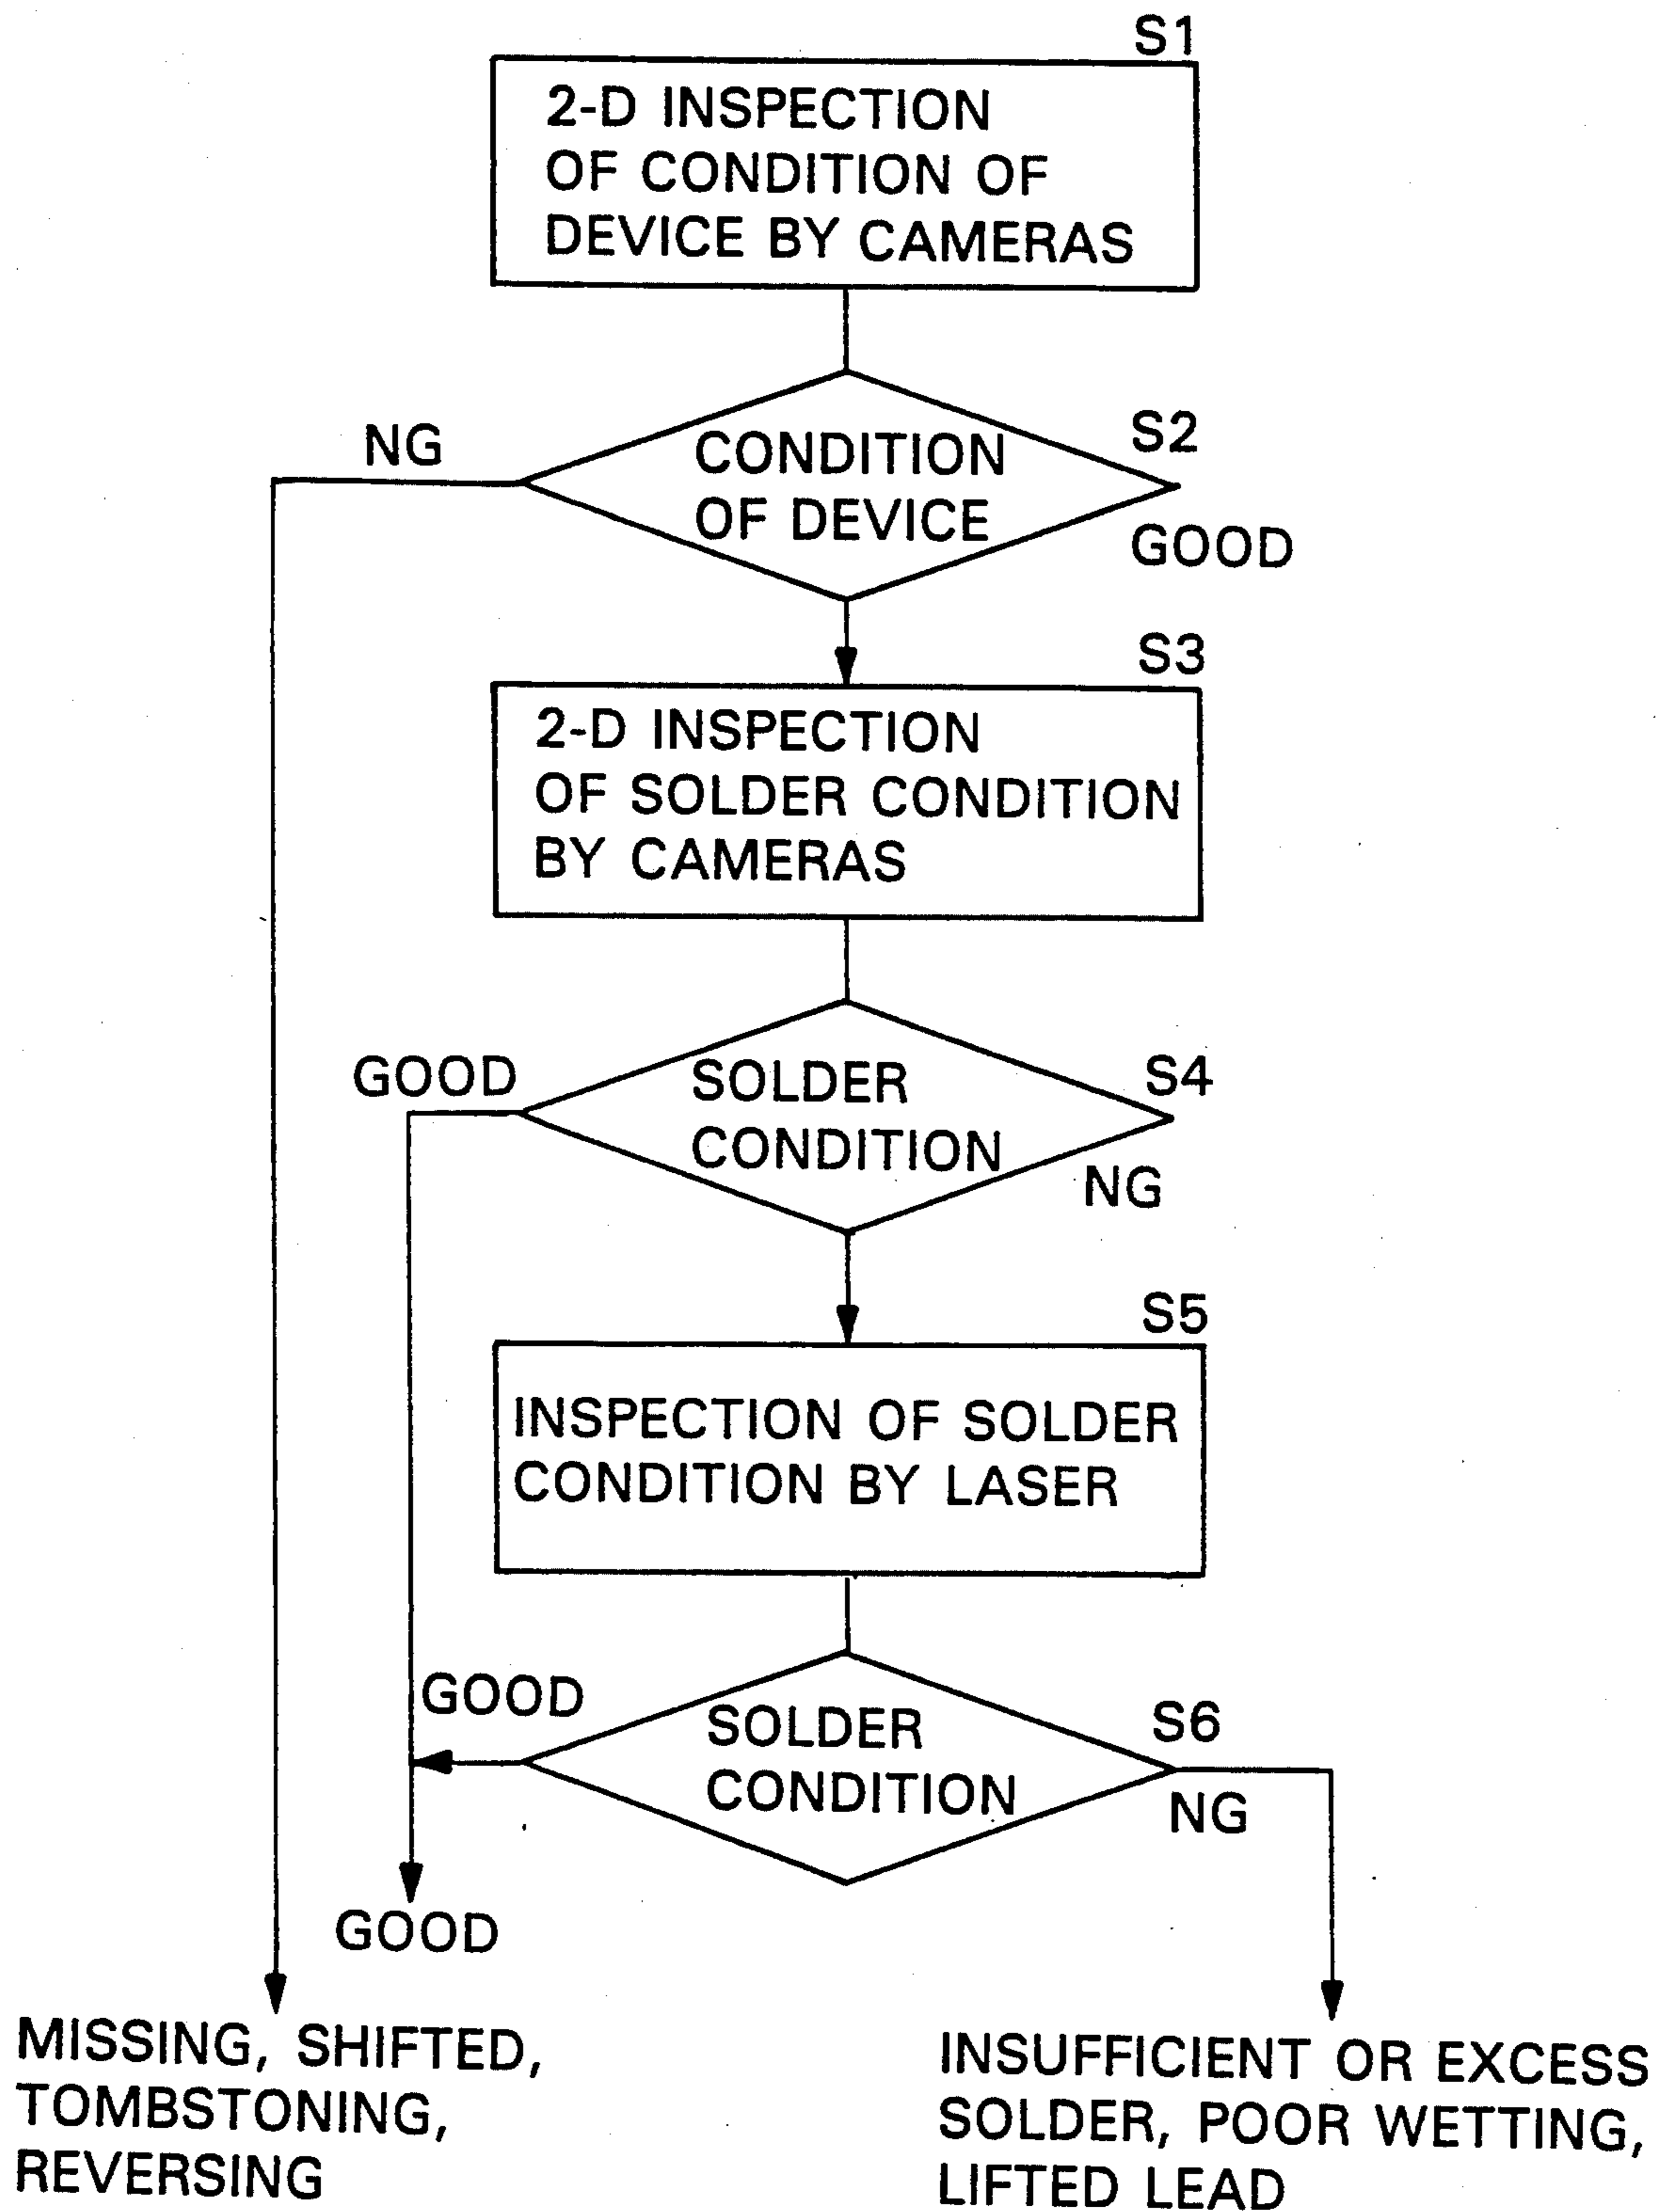 S1
2-D INSPECTION
OF CONDITION OF
DEVICE BY CAMERAS
NG
CONDITION
OF DEVICE
S2
GOOD
S3
2-D INSPECTION
OF SOLDER CONDITION
BY CAMERAS
GOOD
SOLDER
CONDITION
S4
NG
S5
INSPECTION OF SOLDER
CONDITION BY LASER
GOOD
SOLDER
CONDITION
S6
NG
GOOD
MISSING, SHIFTED,
TOMBSTONING,
REVERSING
INSUFFICIENT OR EXCESS
SOLDER, POOR WETTING,
LIFTED LEAD